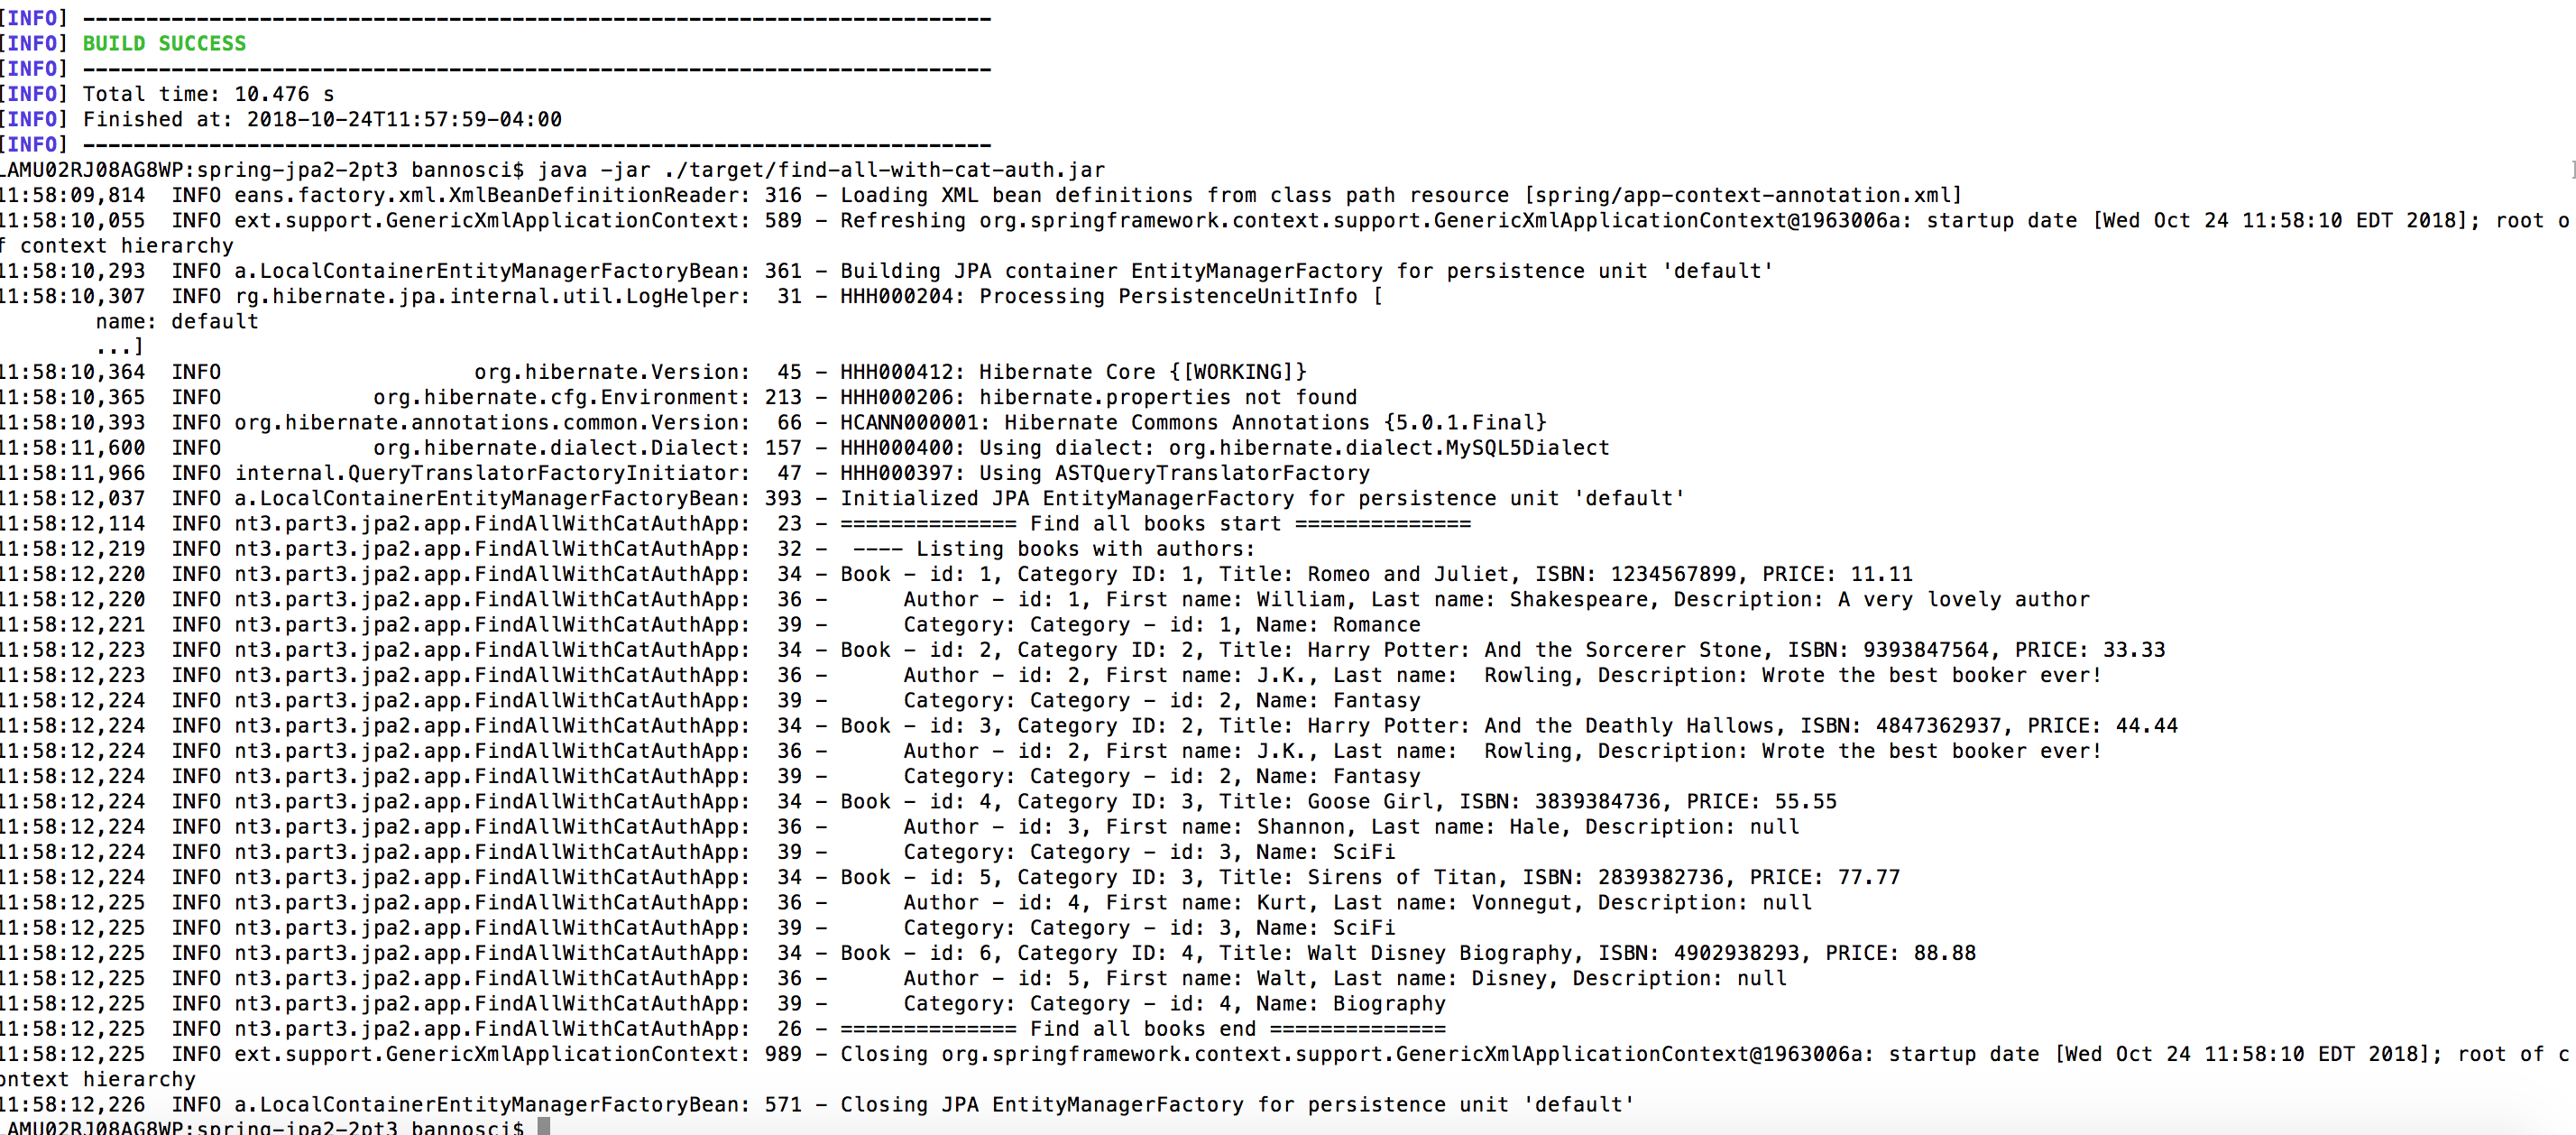 [INFO] ------------------------------------------------------------------------
[INFO] BUILD SUCCESS
[INFO] ------------------------------------------------------------------------
[INFO] Total time: 10.476 s
[INFO] Finished at: 2018-10-24T11:57:59-04:00
[INFO] ------------------------------------------------------------------------
LAMU02RJ08AG8WP:spring-jpa2-2pt3 bannosci$ java -jar ./target/find-all-with-cat-auth.jar ]
11:58:09,814  INFO eans.factory.xml.XmlBeanDefinitionReader: 316 - Loading XML bean definitions from class path resource [spring/app-context-annotation.xml]
11:58:10,055  INFO ext.support.GenericXmlApplicationContext: 589 - Refreshing org.springframework.context.support.GenericXmlApplicationContext@1963006a: startup date [Wed Oct 24 11:58:10 EDT 2018]; root o
f context hierarchy
11:58:10,293  INFO a.LocalContainerEntityManagerFactoryBean: 361 - Building JPA container EntityManagerFactory for persistence unit 'default'
11:58:10,307  INFO rg.hibernate.jpa.internal.util.LogHelper:  31 - HHH000204: Processing PersistenceUnitInfo [
        name: default
        ...]
11:58:10,364  INFO                    org.hibernate.Version:  45 - HHH000412: Hibernate Core {[WORKING]}
11:58:10,365  INFO            org.hibernate.cfg.Environment: 213 - HHH000206: hibernate.properties not found
11:58:10,393  INFO org.hibernate.annotations.common.Version:  66 - HCANN000001: Hibernate Commons Annotations {5.0.1.Final}
11:58:11,600  INFO            org.hibernate.dialect.Dialect: 157 - HHH000400: Using dialect: org.hibernate.dialect.MySQL5Dialect
11:58:11,966  INFO internal.QueryTranslatorFactoryInitiator:  47 - HHH000397: Using ASTQueryTranslatorFactory
11:58:12,037  INFO a.LocalContainerEntityManagerFactoryBean: 393 - Initialized JPA EntityManagerFactory for persistence unit 'default'
11:58:12,114  INFO nt3.part3.jpa2.app.FindAllWithCatAuthApp:  23 - ============== Find all books start ==============
11:58:12,219  INFO nt3.part3.jpa2.app.FindAllWithCatAuthApp:  32 -  ---- Listing books with authors:
11:58:12,220  INFO nt3.part3.jpa2.app.FindAllWithCatAuthApp:  34 - Book - id: 1, Category ID: 1, Title: Romeo and Juliet, ISBN: 1234567899, PRICE: 11.11
11:58:12,220  INFO nt3.part3.jpa2.app.FindAllWithCatAuthApp:  36 -      Author - id: 1, First name: William, Last name: Shakespeare, Description: A very lovely author
11:58:12,221  INFO nt3.part3.jpa2.app.FindAllWithCatAuthApp:  39 -      Category: Category - id: 1, Name: Romance
11:58:12,223  INFO nt3.part3.jpa2.app.FindAllWithCatAuthApp:  34 - Book - id: 2, Category ID: 2, Title: Harry Potter: And the Sorcerer Stone, ISBN: 9393847564, PRICE: 33.33
11:58:12,223  INFO nt3.part3.jpa2.app.FindAllWithCatAuthApp:  36 -      Author - id: 2, First name: J.K., Last name:  Rowling, Description: Wrote the best booker ever!
11:58:12,224  INFO nt3.part3.jpa2.app.FindAllWithCatAuthApp:  39 -      Category: Category - id: 2, Name: Fantasy
11:58:12,224  INFO nt3.part3.jpa2.app.FindAllWithCatAuthApp:  34 - Book - id: 3, Category ID: 2, Title: Harry Potter: And the Deathly Hallows, ISBN: 4847362937, PRICE: 44.44
11:58:12,224  INFO nt3.part3.jpa2.app.FindAllWithCatAuthApp:  36 -      Author - id: 2, First name: J.K., Last name:  Rowling, Description: Wrote the best booker ever!
11:58:12,224  INFO nt3.part3.jpa2.app.FindAllWithCatAuthApp:  39 -      Category: Category - id: 2, Name: Fantasy
11:58:12,224  INFO nt3.part3.jpa2.app.FindAllWithCatAuthApp:  34 - Book - id: 4, Category ID: 3, Title: Goose Girl, ISBN: 3839384736, PRICE: 55.55
11:58:12,224  INFO nt3.part3.jpa2.app.FindAllWithCatAuthApp:  36 -      Author - id: 3, First name: Shannon, Last name: Hale, Description: null
11:58:12,224  INFO nt3.part3.jpa2.app.FindAllWithCatAuthApp:  39 -      Category: Category - id: 3, Name: SciFi
11:58:12,224  INFO nt3.part3.jpa2.app.FindAllWithCatAuthApp:  34 - Book - id: 5, Category ID: 3, Title: Sirens of Titan, ISBN: 2839382736, PRICE: 77.77
11:58:12,225  INFO nt3.part3.jpa2.app.FindAllWithCatAuthApp:  36 -      Author - id: 4, First name: Kurt, Last name: Vonnegut, Description: null
11:58:12,225  INFO nt3.part3.jpa2.app.FindAllWithCatAuthApp:  39 -      Category: Category - id: 3, Name: SciFi
11:58:12,225  INFO nt3.part3.jpa2.app.FindAllWithCatAuthApp:  34 - Book - id: 6, Category ID: 4, Title: Walt Disney Biography, ISBN: 4902938293, PRICE: 88.88
11:58:12,225  INFO nt3.part3.jpa2.app.FindAllWithCatAuthApp:  36 -      Author - id: 5, First name: Walt, Last name: Disney, Description: null
11:58:12,225  INFO nt3.part3.jpa2.app.FindAllWithCatAuthApp:  39 -      Category: Category - id: 4, Name: Biography
11:58:12,225  INFO nt3.part3.jpa2.app.FindAllWithCatAuthApp:  26 - ============== Find all books end ==============
11:58:12,225  INFO ext.support.GenericXmlApplicationContext: 989 - Closing org.springframework.context.support.GenericXmlApplicationContext@1963006a: startup date [Wed Oct 24 11:58:10 EDT 2018]; root of c
ontext hierarchy
11:58:12,226  INFO a.LocalContainerEntityManagerFactoryBean: 571 - Closing JPA EntityManagerFactory for persistence unit 'default'
LAMU02RJ08AG8WP:spring-jpa2-2pt3 bannosci$